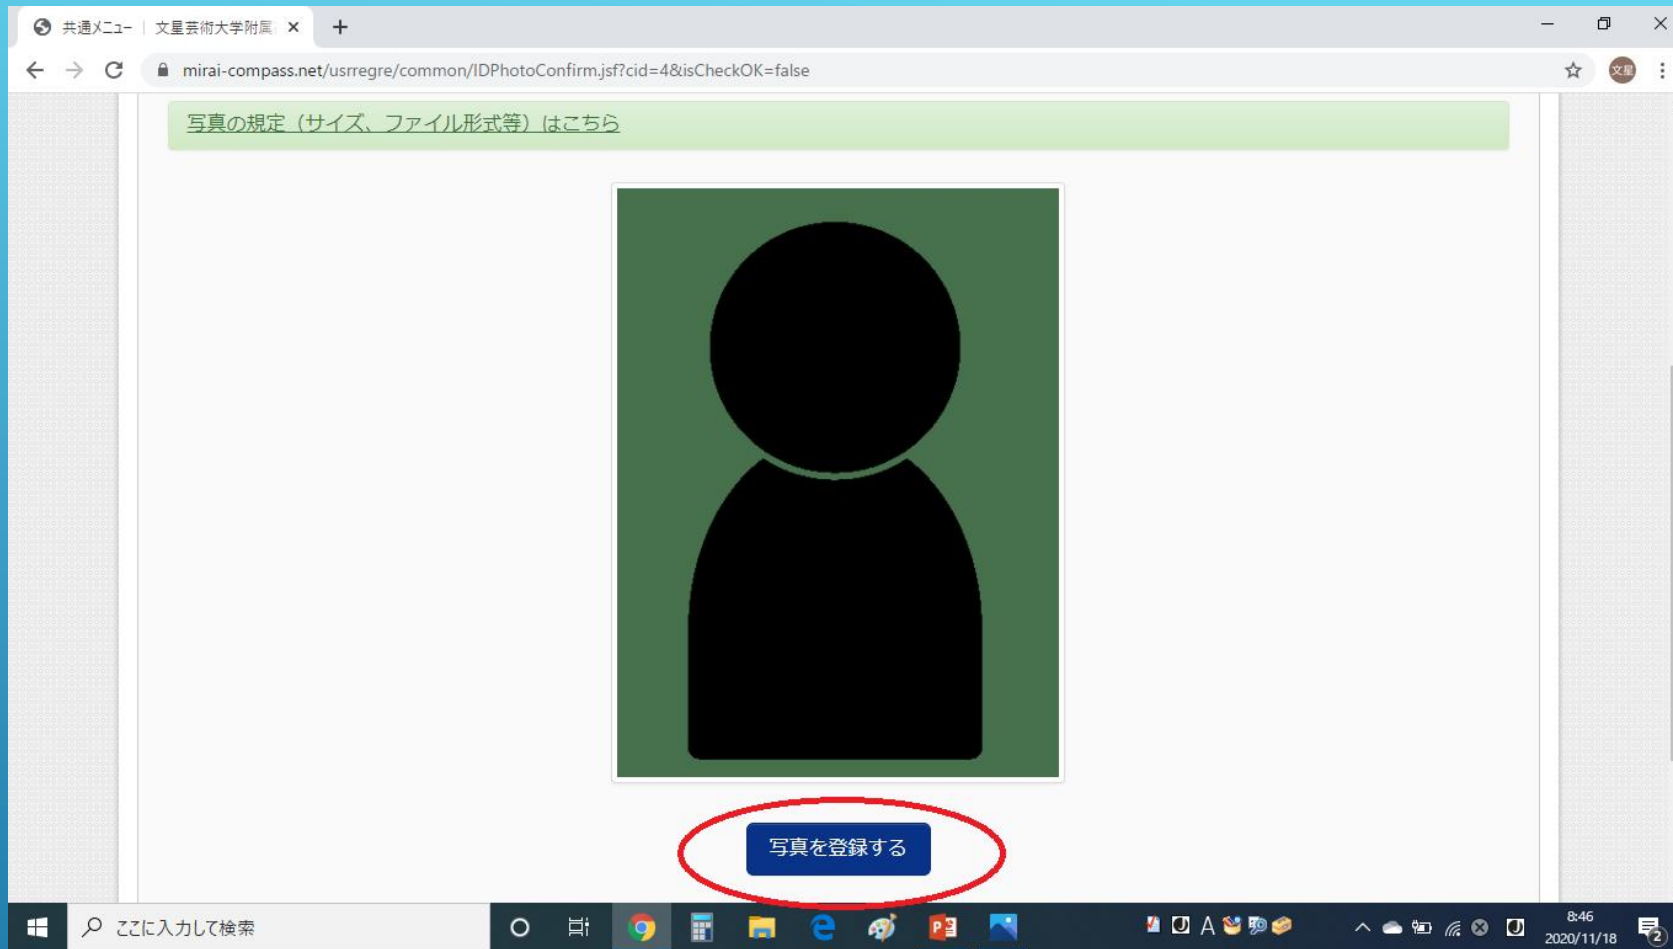 共通メニュー | 文星芸術大学附属
mirai-compass.net/usrregre/common/IDPhotoConfirm.jsf?cid=4&isCheckOK=false
文星
写真の規定（サイズ、ファイル形式等）はこちら
写真を登録する
ここに入力して検索
A
8:46
2020/11/18
2